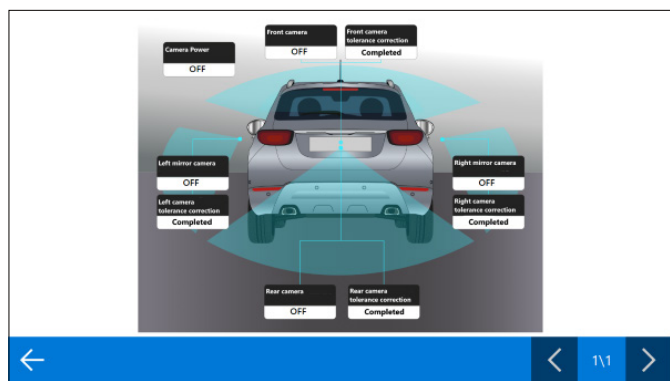 Front camera
OFF
Front camera
tolerance correction
Completed
Camera Power
OFF
Left mirror camera
OFF
Right mirror camera
OFF
Left camera
tolerance correction
Completed
Right camera
tolerance correction
Completed
Rear camera
OFF
Rear camera
tolerance correction
Completed
1\1